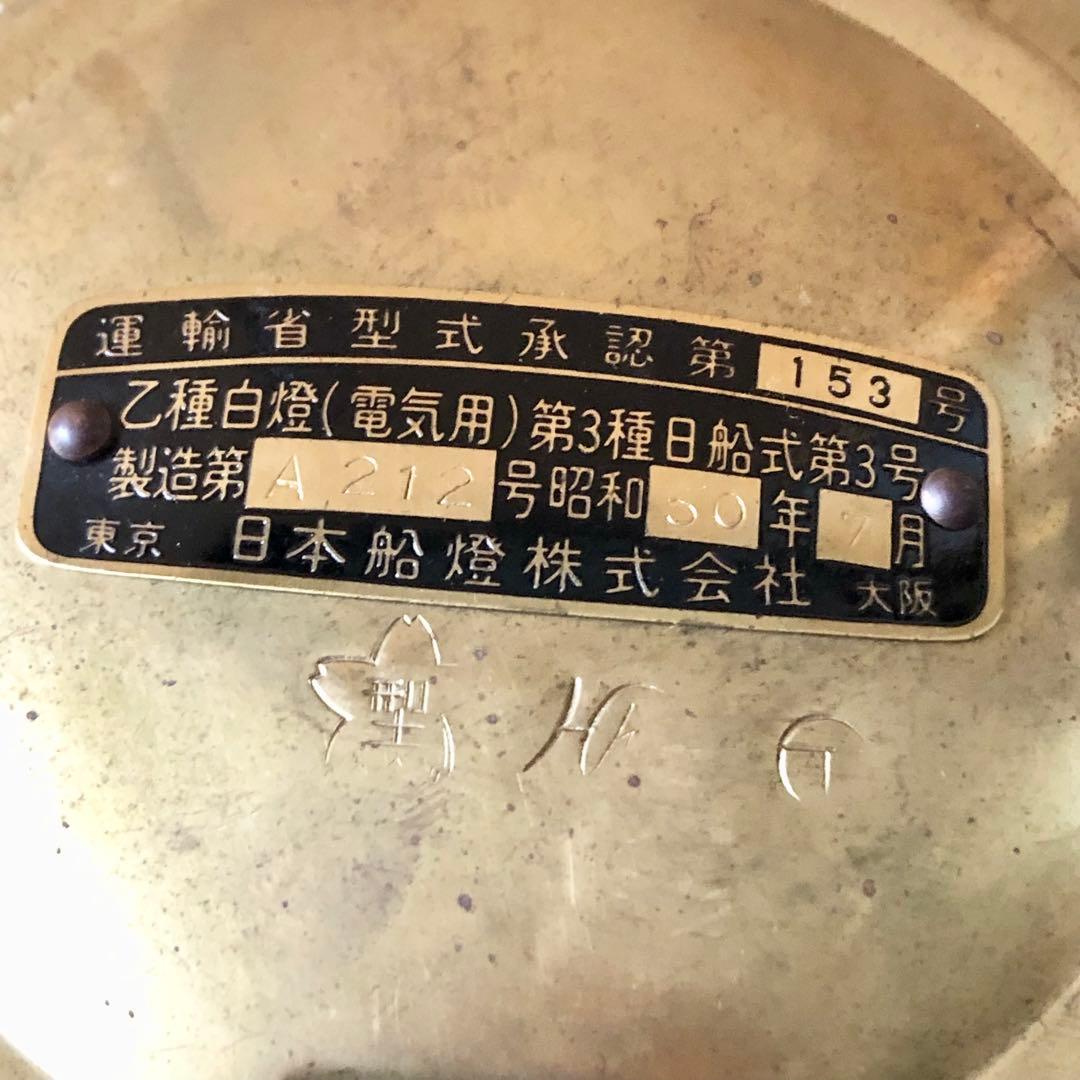 運輸省型式承認第153号
乙種白燈(電気用)第3種日船式第3号
製造第A212号昭和50年7月
東京 日本船燈株式会社 大阪